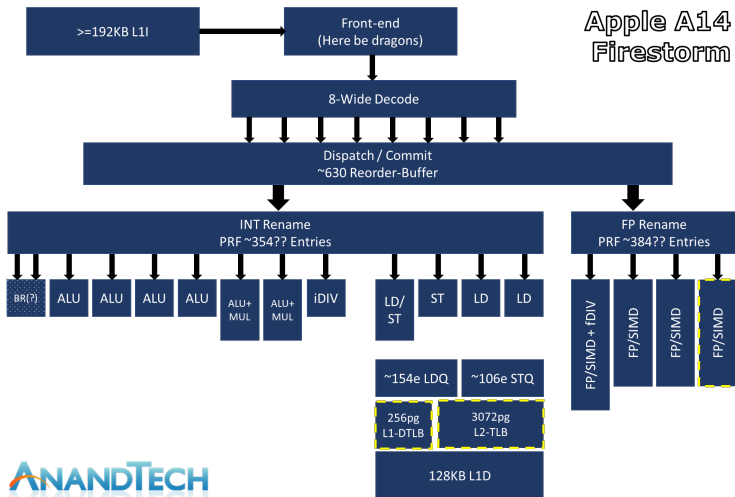 Apple A14
Firestorm
>=192KB L1I
Front-end
(Here be dragons)
8-Wide Decode
Dispatch / Commit
~630 Reorder-Buffer
INT Rename
PRF ~354?? Entries
FP Rename
PRF ~384?? Entries
BR(?)
ALU
ALU
ALU
ALU
ALU+
MUL
ALU+
MUL
iDIV
LD/
ST
ST
LD
LD
FP/SIMD + fDIV
FP/SIMD
FP/SIMD
FP/SIMD
~154e LDQ
~106e STQ
256pg
L1-DTLB
3072pg
L2-TLB
128KB L1D
ANANDTECH